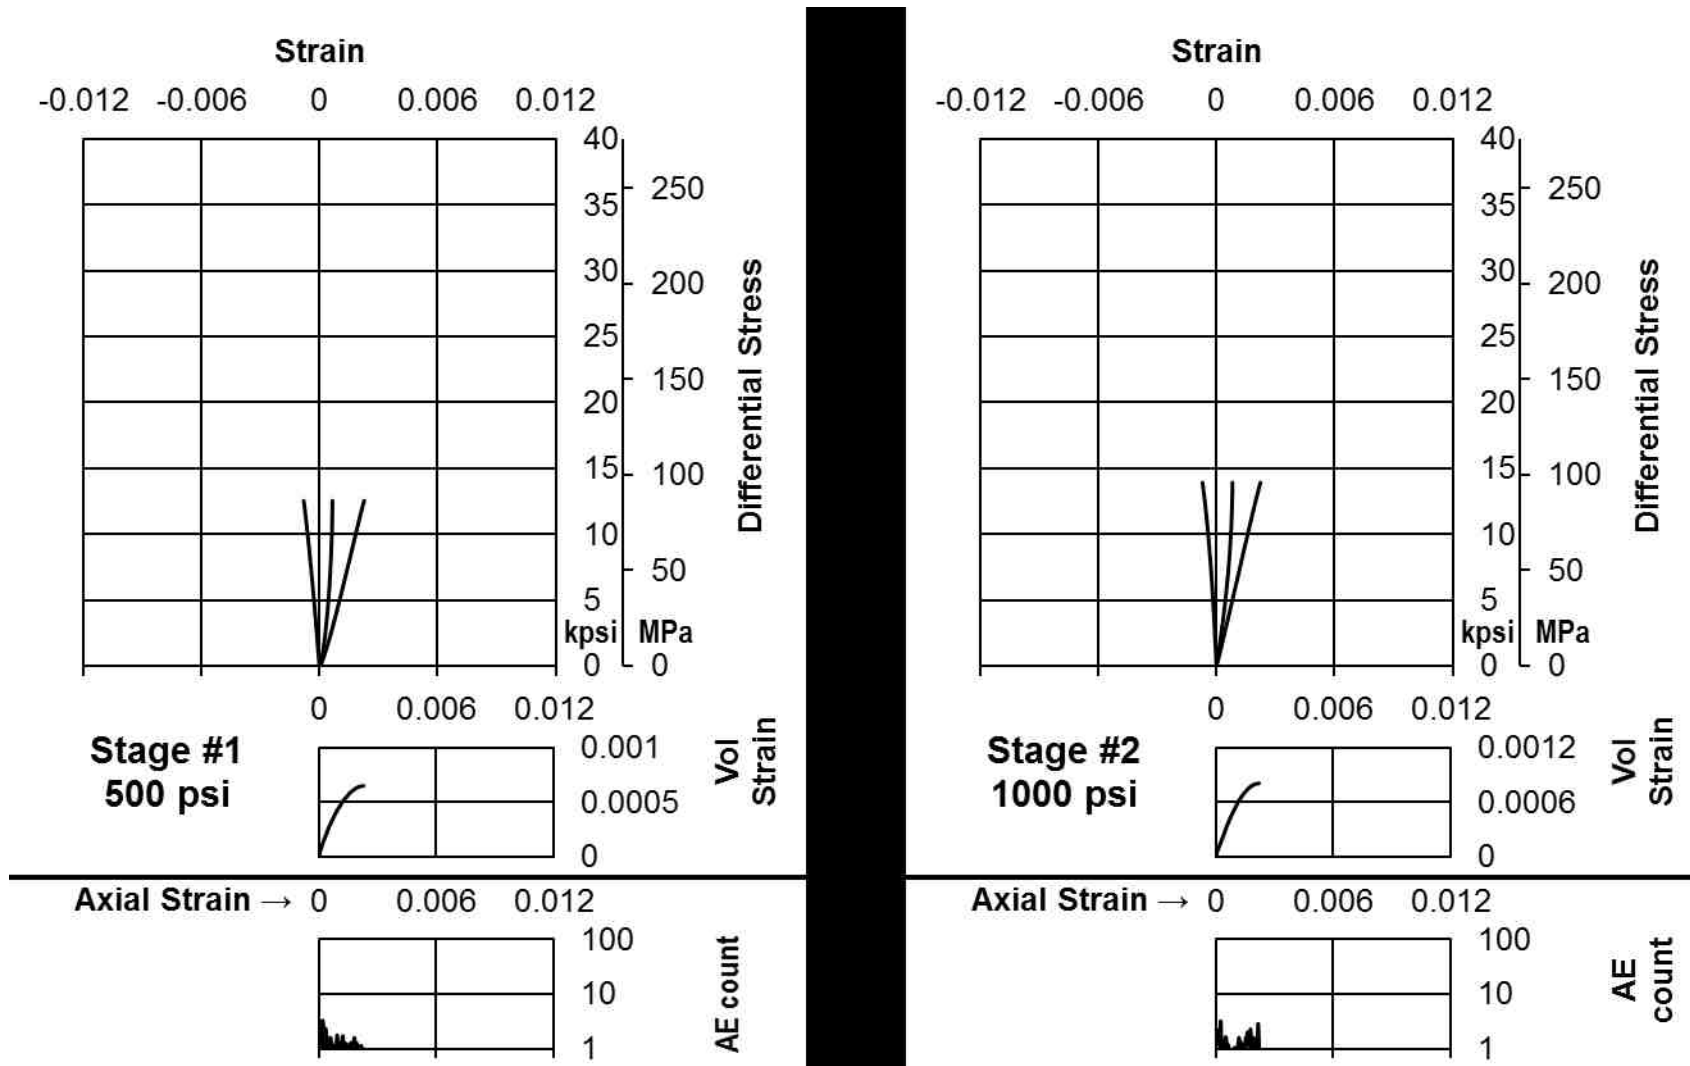 Strain
-0.012 -0.006 0 0.006 0.012
40
250
35
30
200
25
Differential Stress
150
20
15
100
10
50
5
kpsi MPa
0 0
0 0.006 0.012
Stage #1
500 psi
0.001
0.0005
0
Vol
Strain
Axial Strain → 0 0.006 0.012
100
10
1
AE count
Strain
-0.012 -0.006 0 0.006 0.012
40
250
35
30
200
25
Differential Stress
150
20
15
100
10
50
5
kpsi MPa
0 0
0 0.006 0.012
Stage #2
1000 psi
0.0012
0.0006
0
Vol
Strain
Axial Strain → 0 0.006 0.012
100
10
1
AE
count